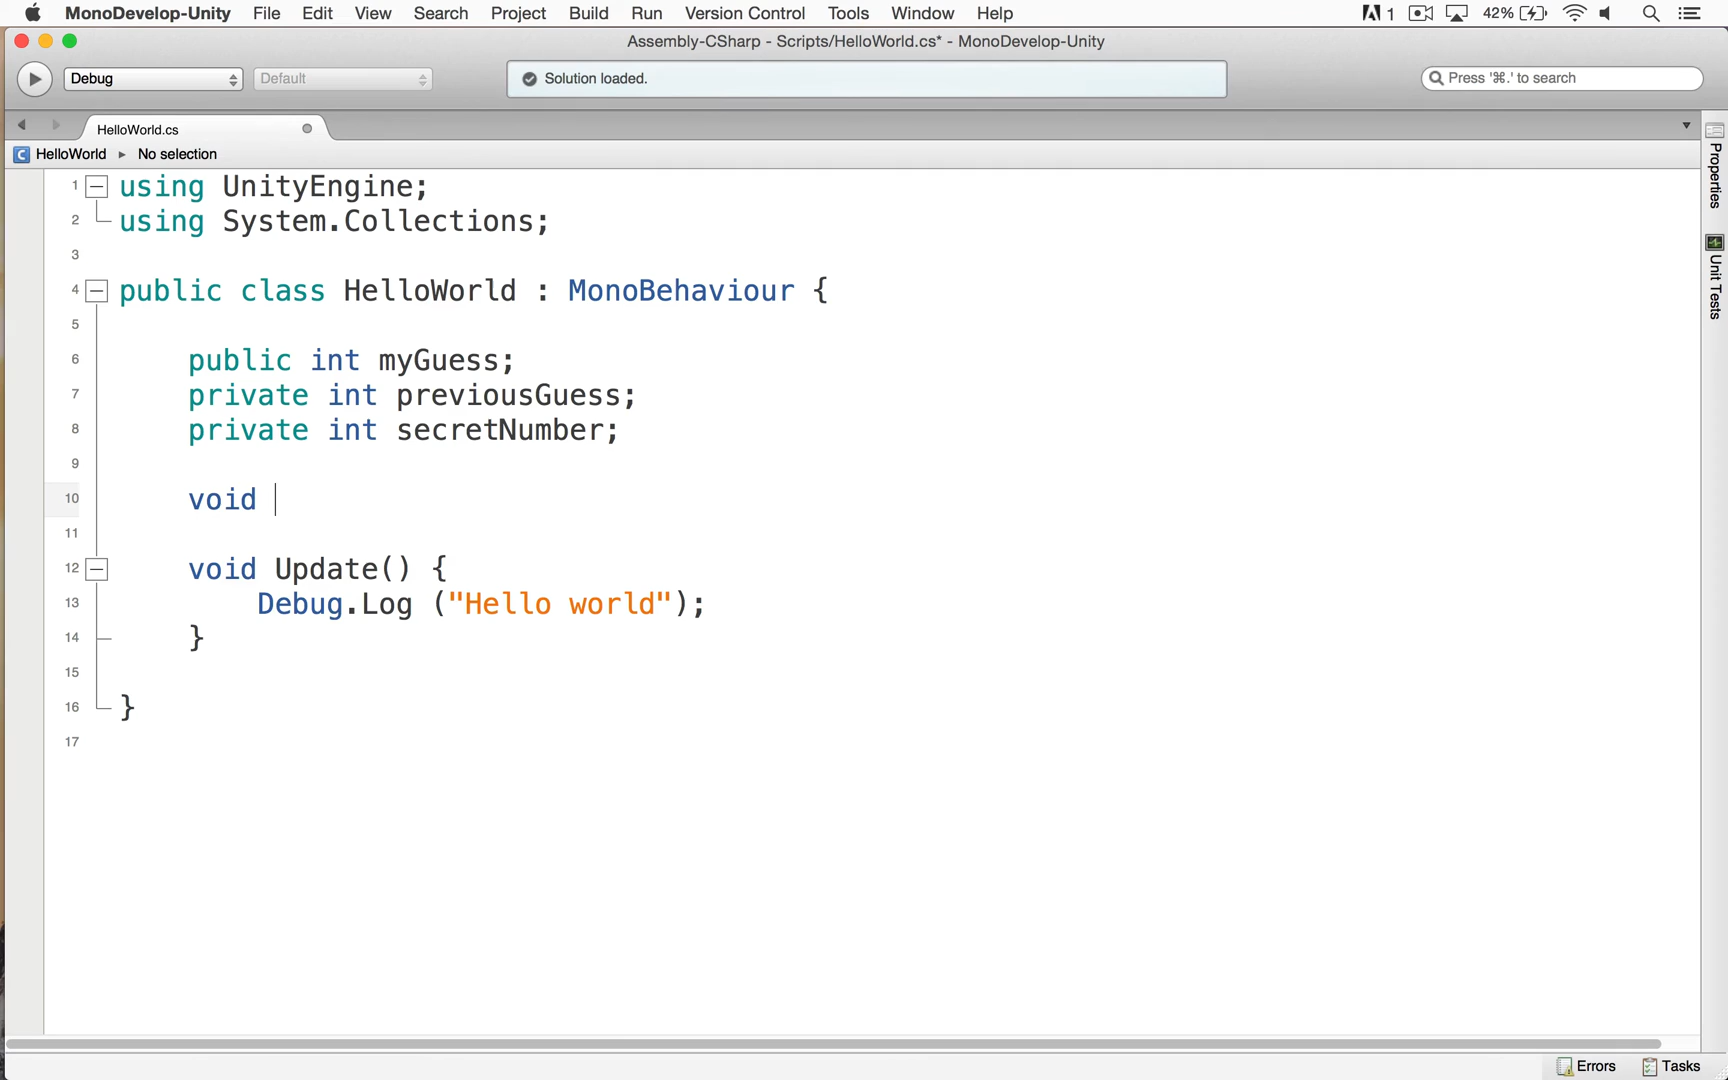 MonoDevelop-Unity File Edit View Search Project Build Run Version Control Tools Window Help 1 42%
Assembly-CSharp - Scripts/HelloWorld.cs* - MonoDevelop-Unity
Debug Default Solution loaded. Press '⌘.' to search
HelloWorld.cs
C HelloWorld ▸ No selection
1 using UnityEngine;
2 using System.Collections;
3
4 public class HelloWorld : MonoBehaviour {
5
6 public int myGuess;
7 private int previousGuess;
8 private int secretNumber;
9
10 void
11
12 void Update() {
13 Debug.Log ("Hello world");
14 }
15
16 }
17
Properties
Unit Tests
Errors Tasks